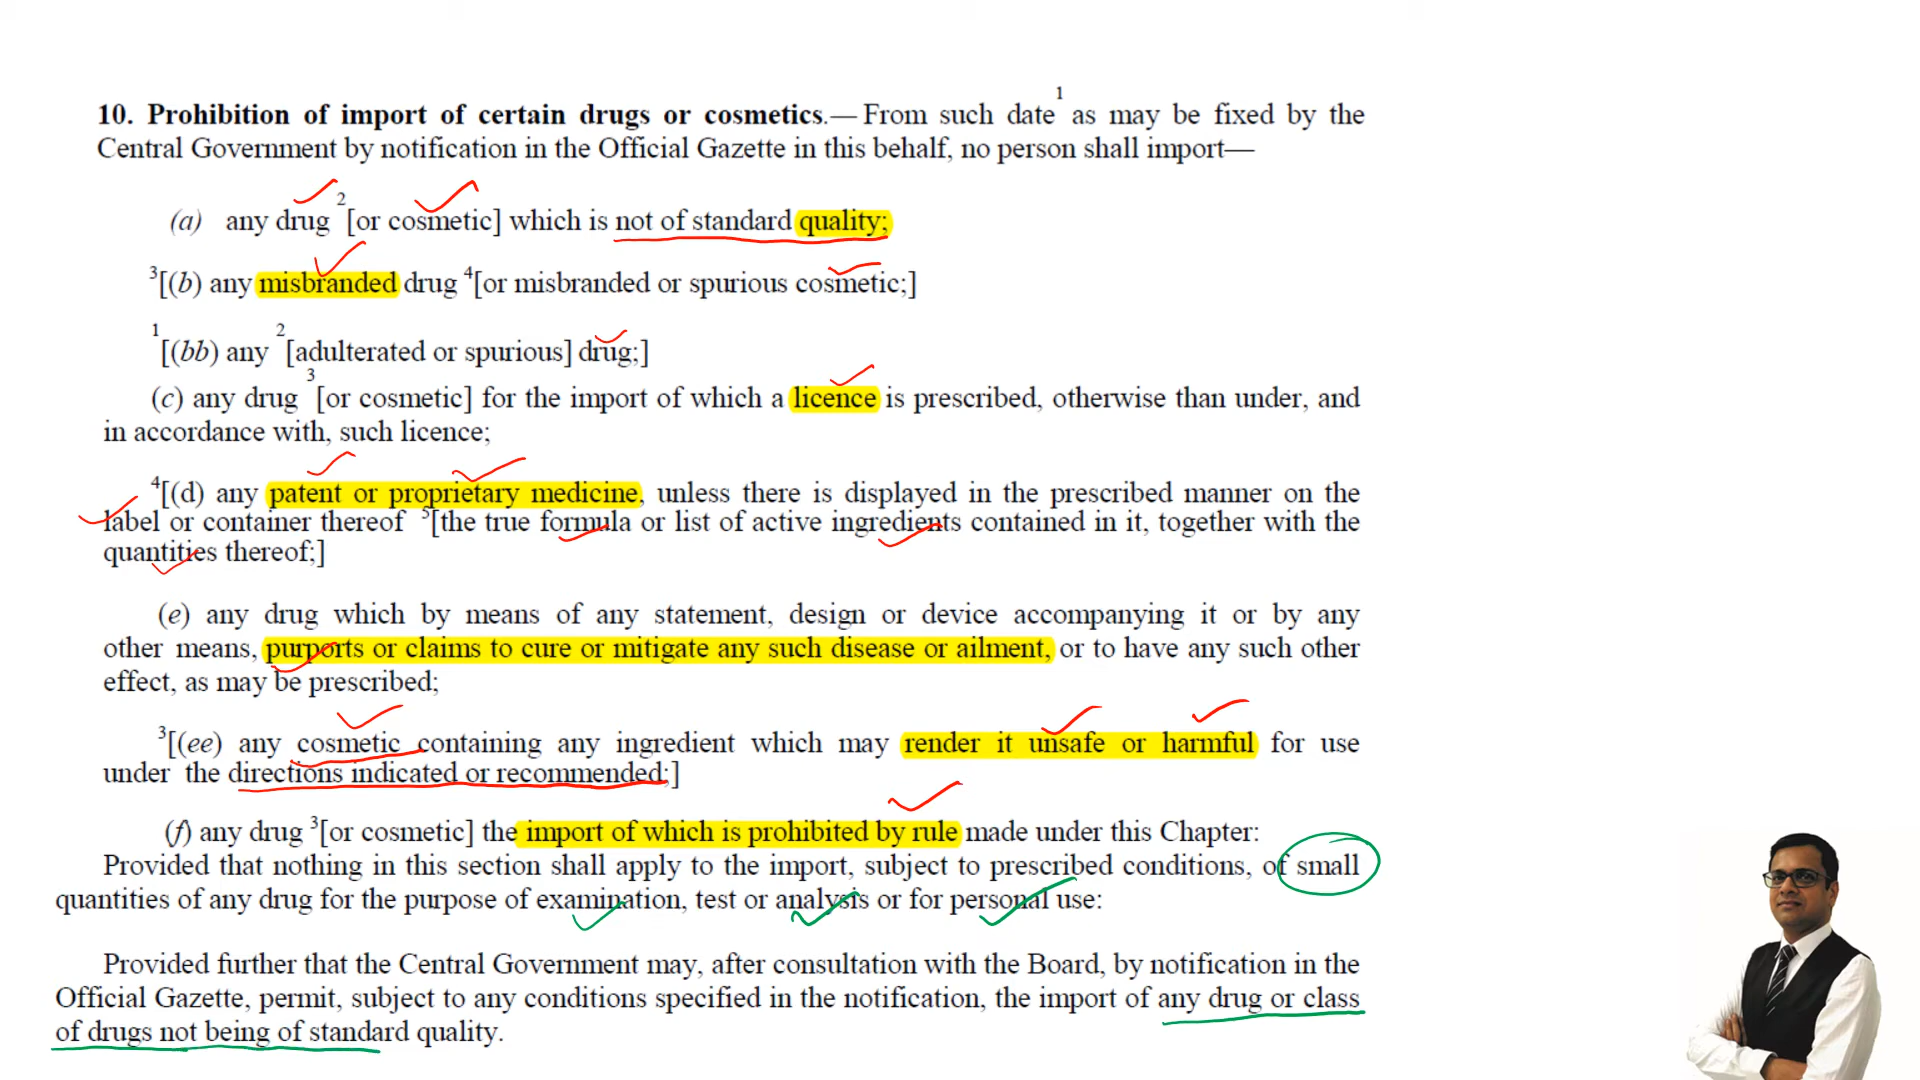 10. Prohibition of import of certain drugs or cosmetics.— From such date1 as may be fixed by the
Central Government by notification in the Official Gazette in this behalf, no person shall import—
(a) any drug 2[or cosmetic] which is not of standard quality;
3[(b) any misbranded drug 4[or misbranded or spurious cosmetic;]
1[(bb) any 2[adulterated or spurious] drug;]
(c) any drug 3[or cosmetic] for the import of which a licence is prescribed, otherwise than under, and
in accordance with, such licence;
4[(d) any patent or proprietary medicine, unless there is displayed in the prescribed manner on the
label or container thereof 5[the true formula or list of active ingredients contained in it, together with the
quantities thereof;]
(e) any drug which by means of any statement, design or device accompanying it or by any
other means, purports or claims to cure or mitigate any such disease or ailment, or to have any such other
effect, as may be prescribed;
3[(ee) any cosmetic containing any ingredient which may render it unsafe or harmful for use
under the directions indicated or recommended;]
(f) any drug 3[or cosmetic] the import of which is prohibited by rule made under this Chapter:
Provided that nothing in this section shall apply to the import, subject to prescribed conditions, of small
quantities of any drug for the purpose of examination, test or analysis or for personal use:
Provided further that the Central Government may, after consultation with the Board, by notification in the
Official Gazette, permit, subject to any conditions specified in the notification, the import of any drug or class
of drugs not being of standard quality.